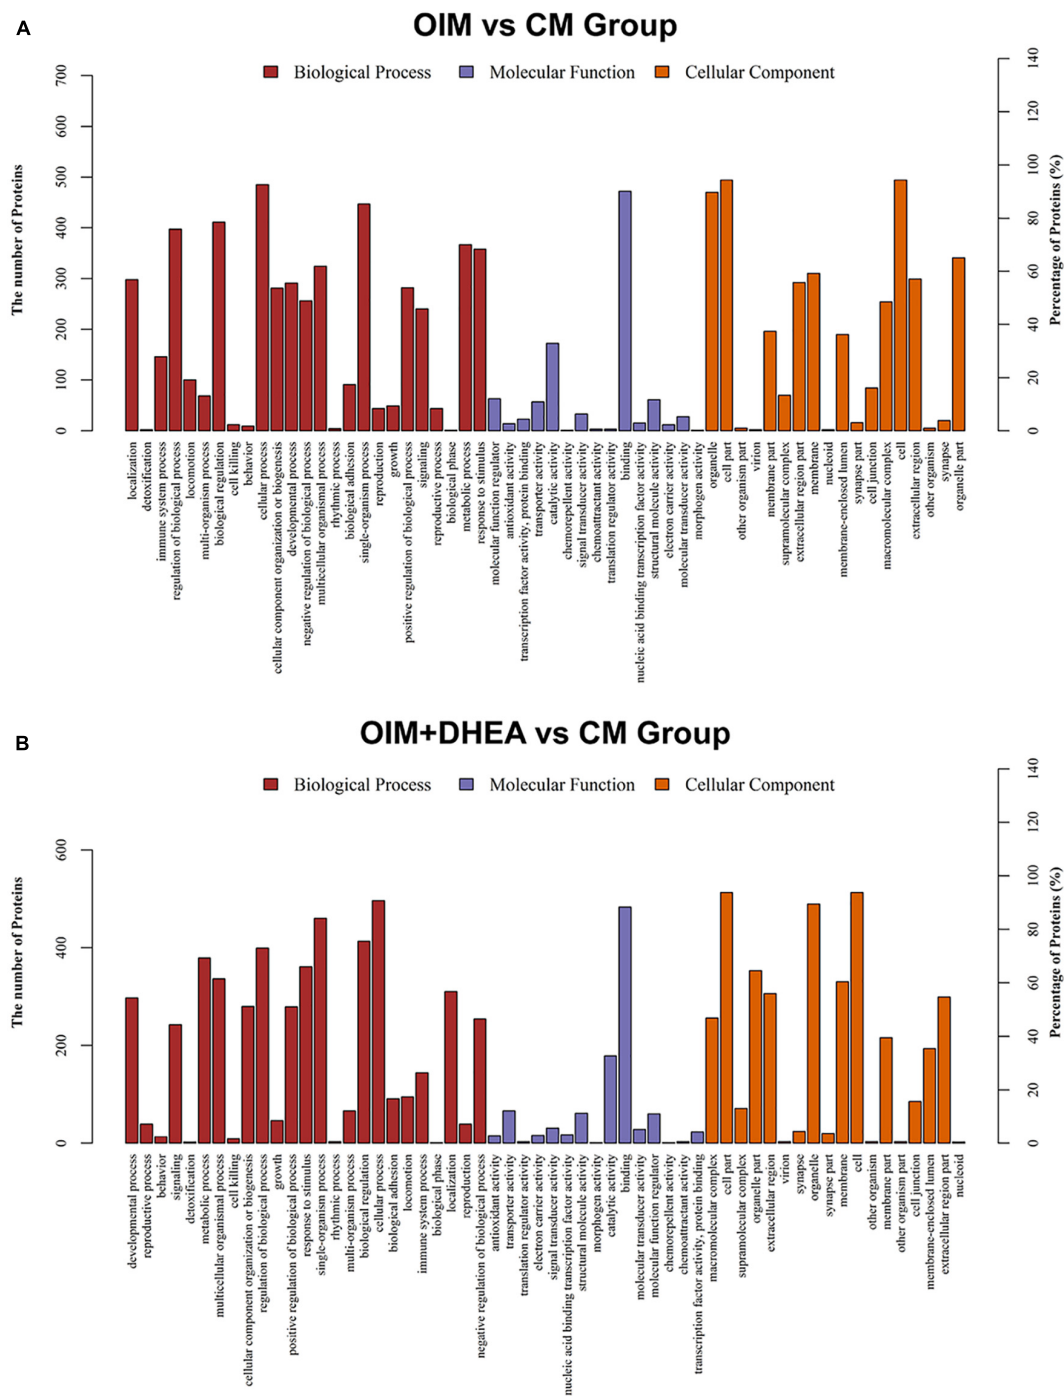 A
OIM vs CM Group
Biological Process
Molecular Function
Cellular Component
The number of Proteins
0
100
200
300
400
500
600
700
Percentage of Proteins (%)
0
20
40
60
80
100
120
140
localization
detoxification
immune system process
regulation of biological process
locomotion
multi-organism process
biological regulation
cell killing
behavior
cellular process
cellular component organization or biogenesis
developmental process
negative regulation of biological process
multicellular organismal process
rhythmic process
biological adhesion
single-organism process
reproduction
growth
positive regulation of biological process
signaling
reproductive process
biological phase
metabolic process
response to stimulus
molecular function regulator
antioxidant activity
transcription factor activity, protein binding
transporter activity
catalytic activity
chemorepellent activity
signal transducer activity
chemoattractant activity
translation regulator activity
binding
nucleic acid binding transcription factor activity
structural molecule activity
electron carrier activity
molecular transducer activity
morphogen activity
organelle
cell part
other organism part
virion
membrane part
supramolecular complex
extracellular region part
membrane
nucleoid
membrane-enclosed lumen
synapse part
cell junction
macromolecular complex
cell
extracellular region
other organism
synapse
organelle part
B
OIM+DHEA vs CM Group
Biological Process
Molecular Function
Cellular Component
The number of Proteins
0
200
400
600
Percentage of Proteins (%)
0
20
40
60
80
100
120
140
developmental process
reproductive process
behavior
signaling
detoxification
metabolic process
multicellular organismal process
cell killing
cellular component organization or biogenesis
regulation of biological process
growth
positive regulation of biological process
response to stimulus
single-organism process
rhythmic process
multi-organism process
biological regulation
cellular process
biological adhesion
locomotion
immune system process
biological phase
localization
reproduction
negative regulation of biological process
antioxidant activity
transporter activity
translation regulator activity
electron carrier activity
signal transducer activity
nucleic acid binding transcription factor activity
structural molecule activity
morphogen activity
catalytic activity
binding
molecular transducer activity
molecular function regulator
chemorepellent activity
chemoattractant activity
transcription factor activity, protein binding
macromolecular complex
cell part
supramolecular complex
organelle part
extracellular region
virion
synapse
organelle
synapse part
membrane
cell
other organism
membrane part
other organism part
cell junction
membrane-enclosed lumen
extracellular region part
nucleoid